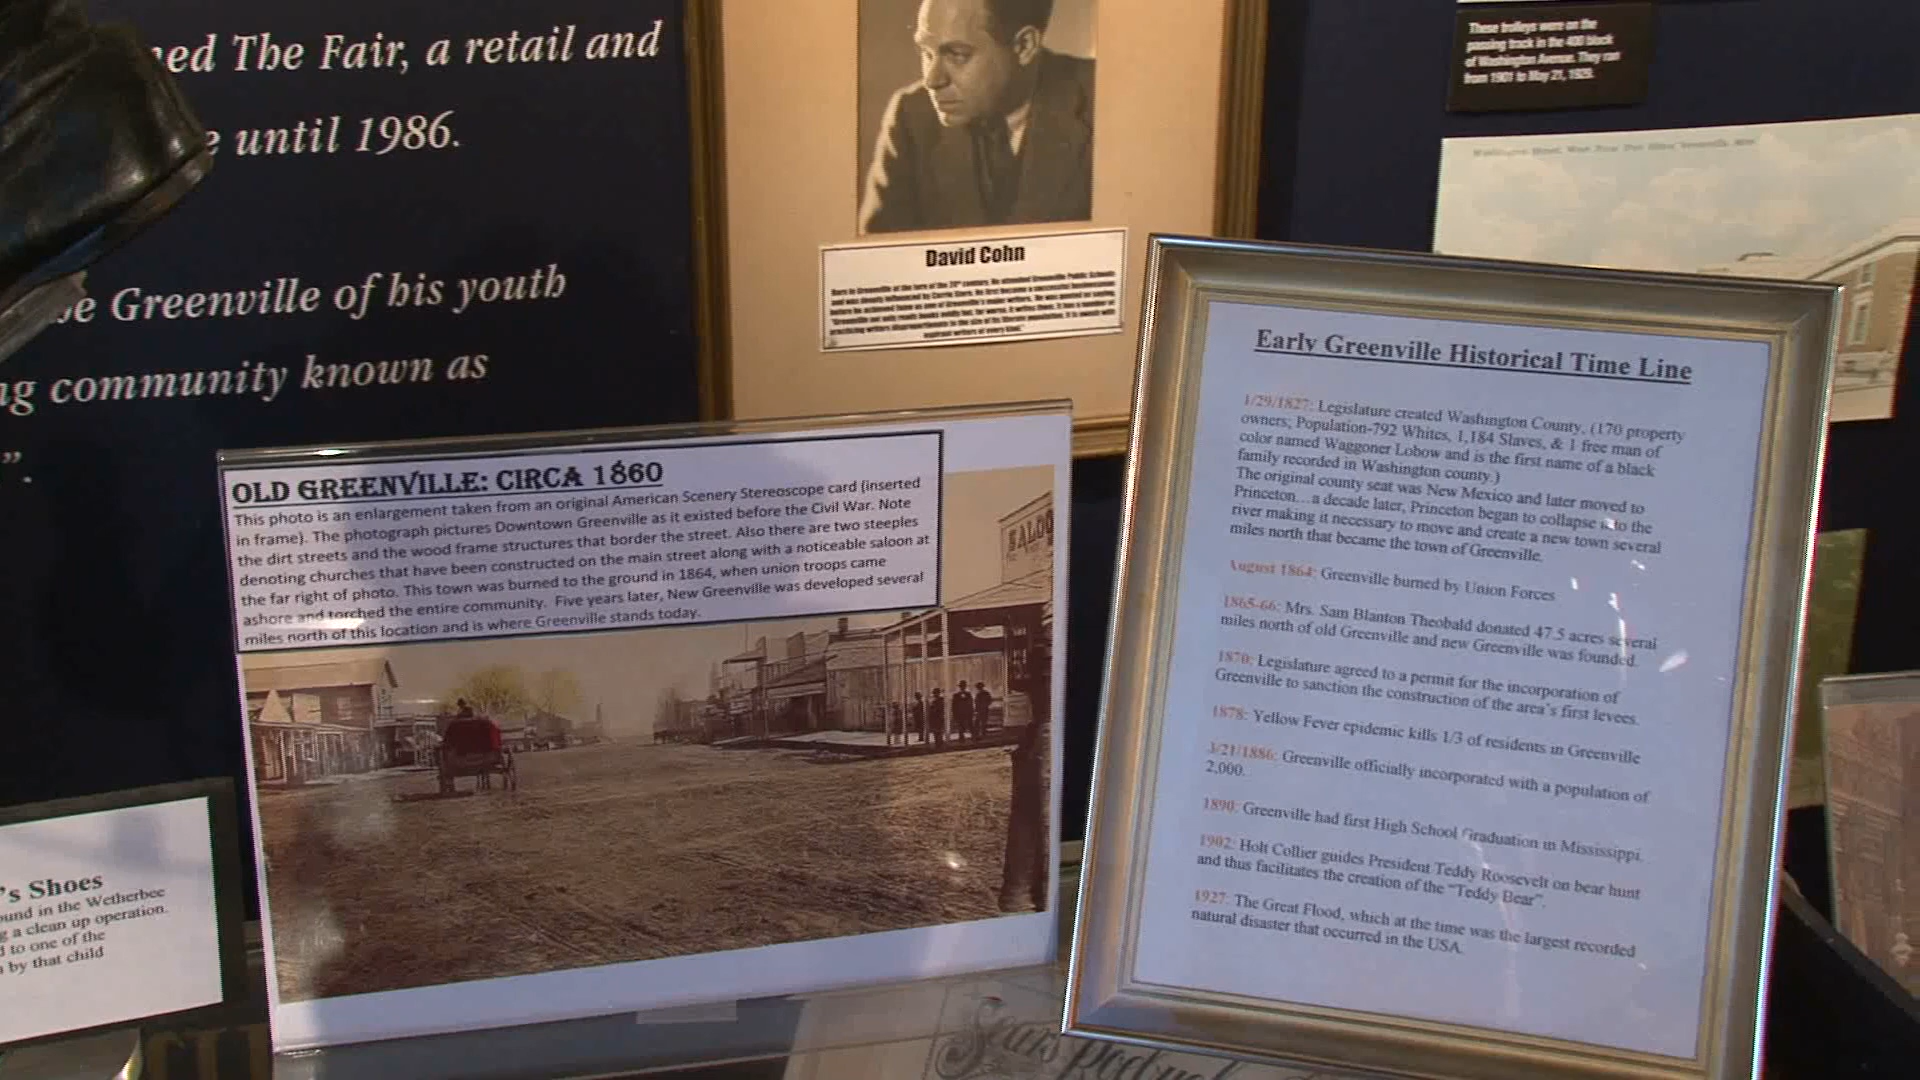 ed The Fair, a retail and
e until 1986.
e Greenville of his youth
ng community known as
".
David Cohn
These trolleys were on the
passing track in the 400 block
of Washington Avenue. They ran
from 1901 to May 21, 1929.
OLD GREENVILLE: CIRCA 1860
This photo is an enlargement taken from an original American Scenery Stereoscope card (inserted
in frame). The photograph pictures Downtown Greenville as it existed before the Civil War. Note
the dirt streets and the wood frame structures that border the street. Also there are two steeples
denoting churches that have been constructed on the main street along with a noticeable saloon at
the far right of photo. This town was burned to the ground in 1864, when union troops came
ashore and torched the entire community. Five years later, New Greenville was developed several
miles north of this location and is where Greenville stands today.
SALOO
Early Greenville Historical Time Line
1/29/1827: Legislature created Washington County. (170 property
owners; Population-792 Whites, 1,184 Slaves, & 1 free man of
color named Waggoner Lobow and is the first name of a black
family recorded in Washington county.)
The original county seat was New Mexico and later moved to
Princeton…a decade later, Princeton began to collapse into the
river making it necessary to move and create a new town several
miles north that became the town of Greenville.
August 1864: Greenville burned by Union Forces
1865-66: Mrs. Sam Blanton Theobald donated 47.5 acres several
miles north of old Greenville and new Greenville was founded.
1870: Legislature agreed to a permit for the incorporation of
Greenville to sanction the construction of the area's first levees.
1878: Yellow Fever epidemic kills 1/3 of residents in Greenville
3/21/1886: Greenville officially incorporated with a population of
2,000.
1890: Greenville had first High School Graduation in Mississippi.
1902: Holt Collier guides President Teddy Roosevelt on bear hunt
and thus facilitates the creation of the "Teddy Bear".
1927: The Great Flood, which at the time was the largest recorded
natural disaster that occurred in the USA.
's Shoes
ound in the Wetherbee
g a clean up operation.
d to one of the
by that child
Sears